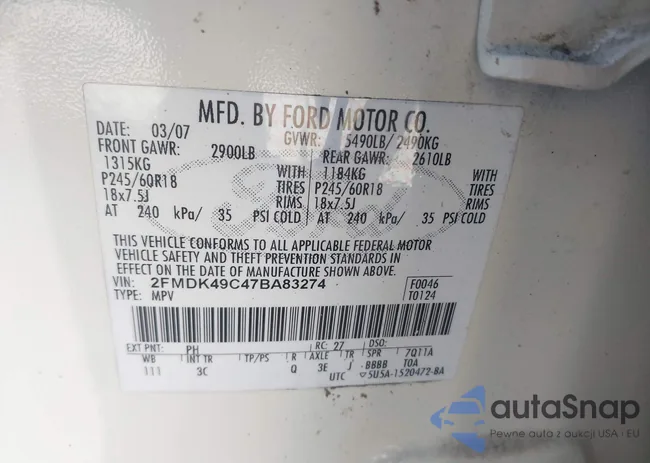 MFD. BY FORD MOTOR CO.
DATE: 03/07 GVWR: 5490LB/ 2490KG
FRONT GAWR: 2900LB REAR GAWR: 2610LB
1315KG WITH 1184KG WITH
P245/60R18 TIRES P245/60R18 TIRES
18x7.5J RIMS 18x7.5J RIMS
AT 240 kPa/ 35 PSI COLD AT 240 kPa/ 35 PSI COLD
THIS VEHICLE CONFORMS TO ALL APPLICABLE FEDERAL MOTOR
VEHICLE SAFETY AND THEFT PREVENTION STANDARDS IN
EFFECT ON THE DATE OF MANUFACTURE SHOWN ABOVE.
VIN: 2FMDK49C47BA83274 F0046
TYPE: MPV T0124
EXT PNT: PH RC: 27 DSO:
WB INT TR TP/PS R AXLE TR SPR 7Q11A
111 3C Q 3E J BBBB TOA
UTC 5U5A-1520472-BA
Ford
autoSnap
Pewne auta z aukcji USA i EU